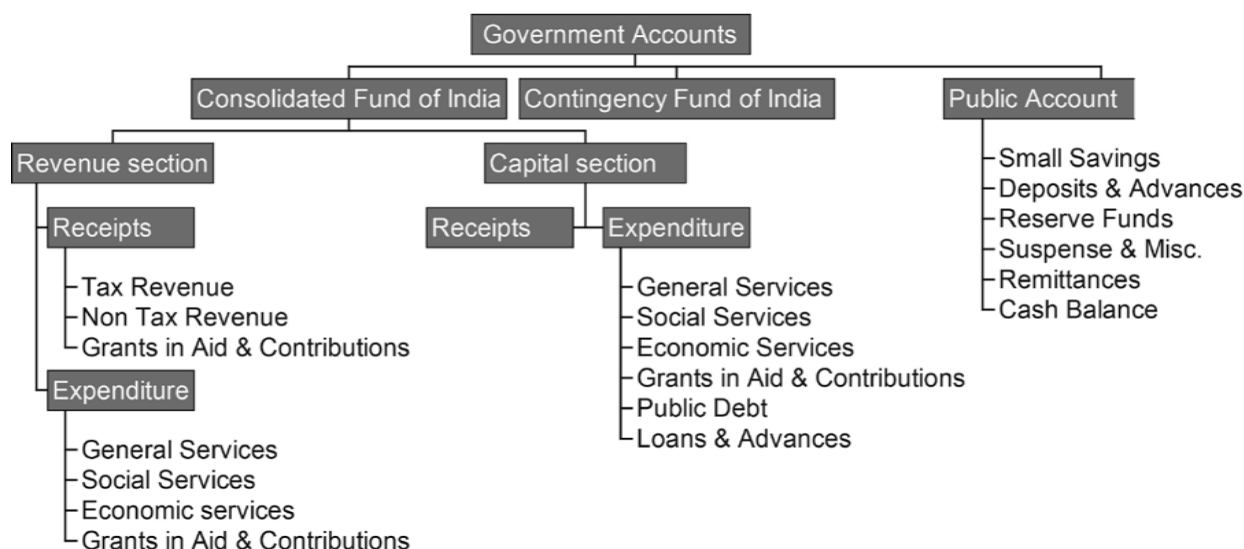 Government Accounts
Consolidated Fund of India
Contingency Fund of India
Public Account
Revenue section
Capital section
Small Savings
Deposits & Advances
Reserve Funds
Suspense & Misc.
Remittances
Cash Balance
Receipts
Tax Revenue
Non Tax Revenue
Grants in Aid & Contributions
Expenditure
General Services
Social Services
Economic services
Grants in Aid & Contributions
Receipts
Expenditure
General Services
Social Services
Economic Services
Grants in Aid & Contributions
Public Debt
Loans & Advances